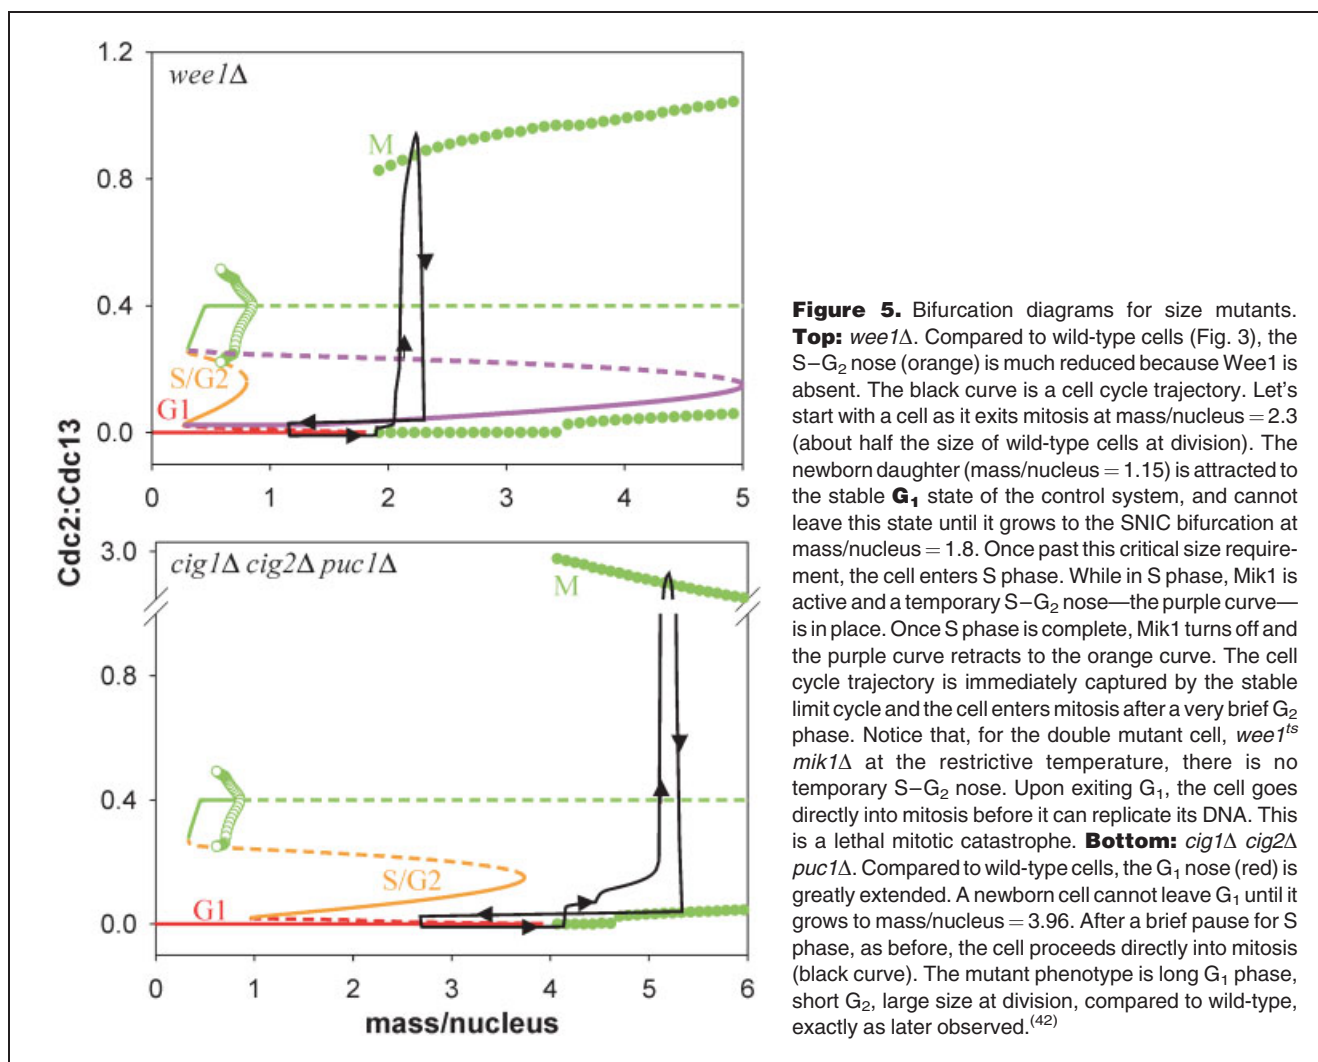 1.2
wee1Δ
M
0.8
0.4
S/G2
G1
0.0
0 1 2 3 4 5
Cdc2:Cdc13
3.0
cig1Δ cig2Δ puc1Δ
M
0.8
0.4
S/G2
G1
0.0
0 1 2 3 4 5 6
mass/nucleus
Figure 5. Bifurcation diagrams for size mutants.
Top: wee1Δ. Compared to wild-type cells (Fig. 3), the
S–G2 nose (orange) is much reduced because Wee1 is
absent. The black curve is a cell cycle trajectory. Let's
start with a cell as it exits mitosis at mass/nucleus = 2.3
(about half the size of wild-type cells at division). The
newborn daughter (mass/nucleus = 1.15) is attracted to
the stable G1 state of the control system, and cannot
leave this state until it grows to the SNIC bifurcation at
mass/nucleus = 1.8. Once past this critical size require-
ment, the cell enters S phase. While in S phase, Mik1 is
active and a temporary S–G2 nose—the purple curve—
is in place. Once S phase is complete, Mik1 turns off and
the purple curve retracts to the orange curve. The cell
cycle trajectory is immediately captured by the stable
limit cycle and the cell enters mitosis after a very brief G2
phase. Notice that, for the double mutant cell, wee1ts
mik1Δ at the restrictive temperature, there is no
temporary S–G2 nose. Upon exiting G1, the cell goes
directly into mitosis before it can replicate its DNA. This
is a lethal mitotic catastrophe. Bottom: cig1Δ cig2Δ
puc1Δ. Compared to wild-type cells, the G1 nose (red) is
greatly extended. A newborn cell cannot leave G1 until it
grows to mass/nucleus = 3.96. After a brief pause for S
phase, as before, the cell proceeds directly into mitosis
(black curve). The mutant phenotype is long G1 phase,
short G2, large size at division, compared to wild-type,
exactly as later observed.(42)